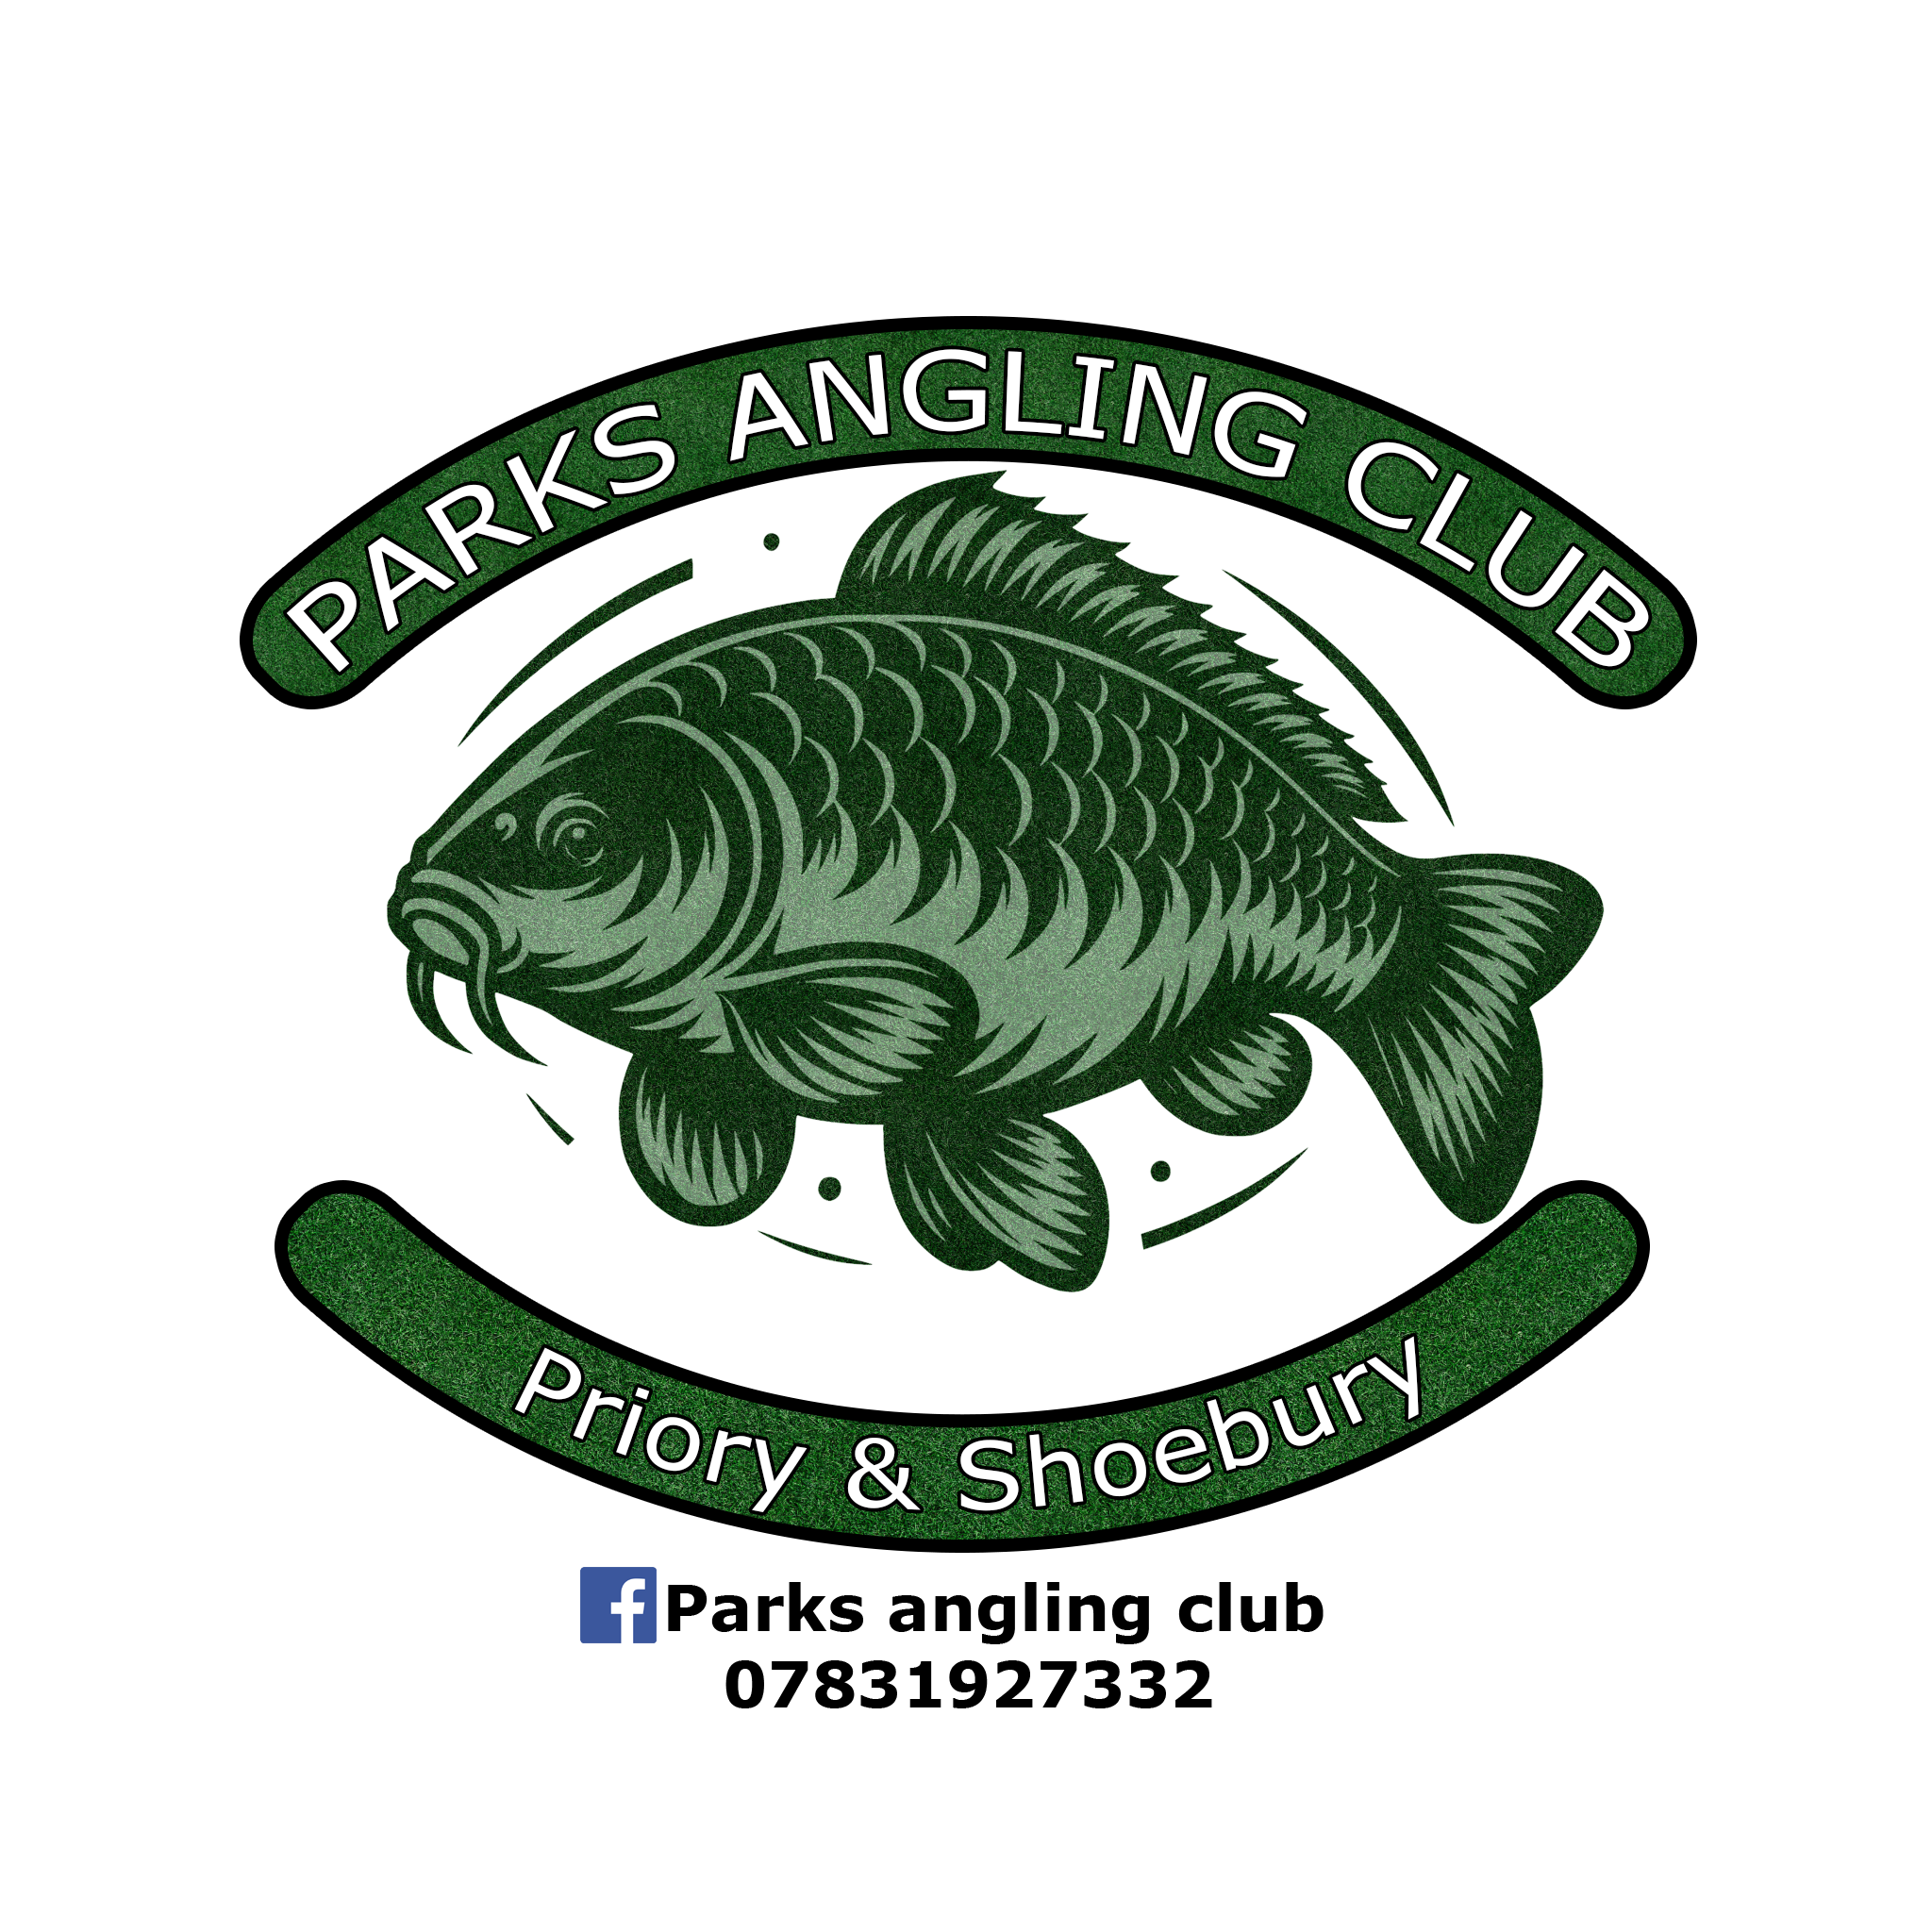 PARKS ANGLING CLUB
Priory & Shoebury
f Parks angling club
07831927332